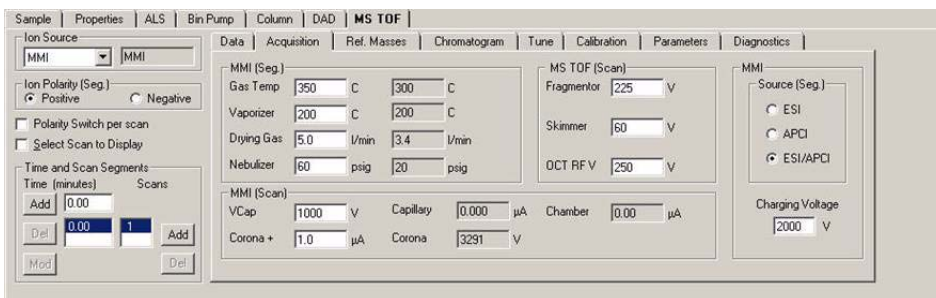 Sample Properties ALS Bin Pump Column DAD MS TOF
Ion Source
MMI MMI
Ion Polarity (Seg.)
Positive Negative
Polarity Switch per scan
Select Scan to Display
Time and Scan Segments
Time (minutes) Scans
Add 0.00
Del 0.00 1 Add
Mod Del
Data Acquisition Ref. Masses Chromatogram Tune Calibration Parameters Diagnostics
MMI (Seg.)
Gas Temp 350 C 300 C
Vaporizer 200 C 200 C
Drying Gas 5.0 l/min 3.4 l/min
Nebulizer 60 psig 20 psig
MS TOF (Scan)
Fragmentor 225 V
Skimmer 60 V
OCT RF V 250 V
MMI
Source (Seg.)
ESI
APCI
ESI/APCI
Charging Voltage
2000 V
MMI (Scan)
VCap 1000 V Capillary 0.000 µA Chamber 0.00 µA
Corona + 1.0 µA Corona 3291 V